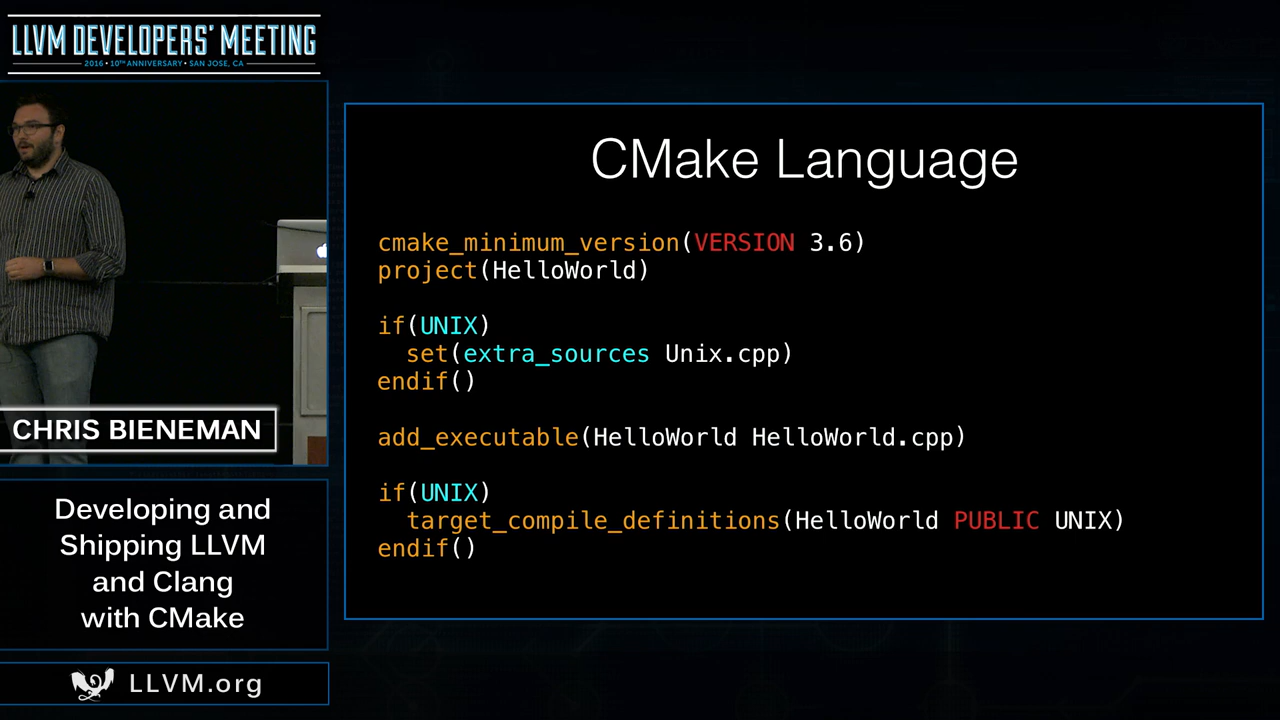 LLVM DEVELOPERS' MEETING
2016 • 10TH ANNIVERSARY • SAN JOSE, CA
CHRIS BIENEMAN
Developing and
Shipping LLVM
and Clang
with CMake
LLVM.org
CMake Language
cmake_minimum_version(VERSION 3.6)
project(HelloWorld)
if(UNIX)
  set(extra_sources Unix.cpp)
endif()
add_executable(HelloWorld HelloWorld.cpp)
if(UNIX)
  target_compile_definitions(HelloWorld PUBLIC UNIX)
endif()